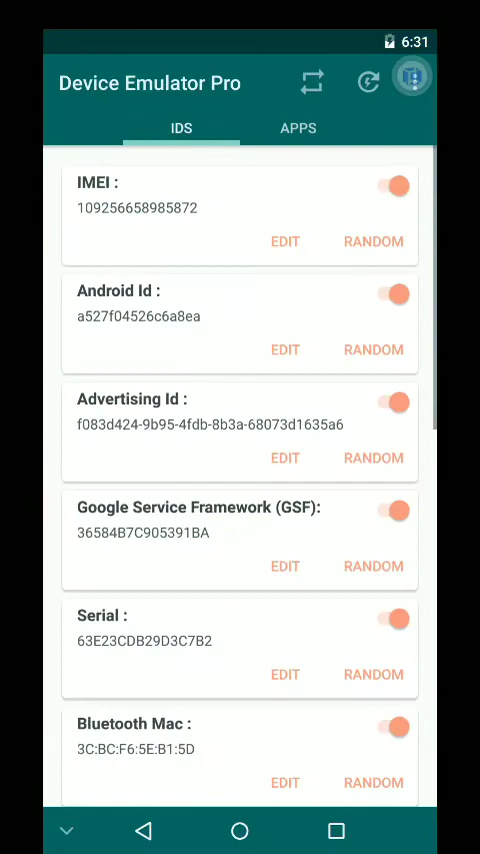 6:31
Device Emulator Pro
IDS APPS
IMEI :
109256658985872
EDIT RANDOM
Android Id :
a527f04526c6a8ea
EDIT RANDOM
Advertising Id :
f083d424-9b95-4fdb-8b3a-68073d1635a6
EDIT RANDOM
Google Service Framework (GSF):
36584B7C905391BA
EDIT RANDOM
Serial :
63E23CDB29D3C7B2
EDIT RANDOM
Bluetooth Mac :
3C:BC:F6:5E:B1:5D
EDIT RANDOM